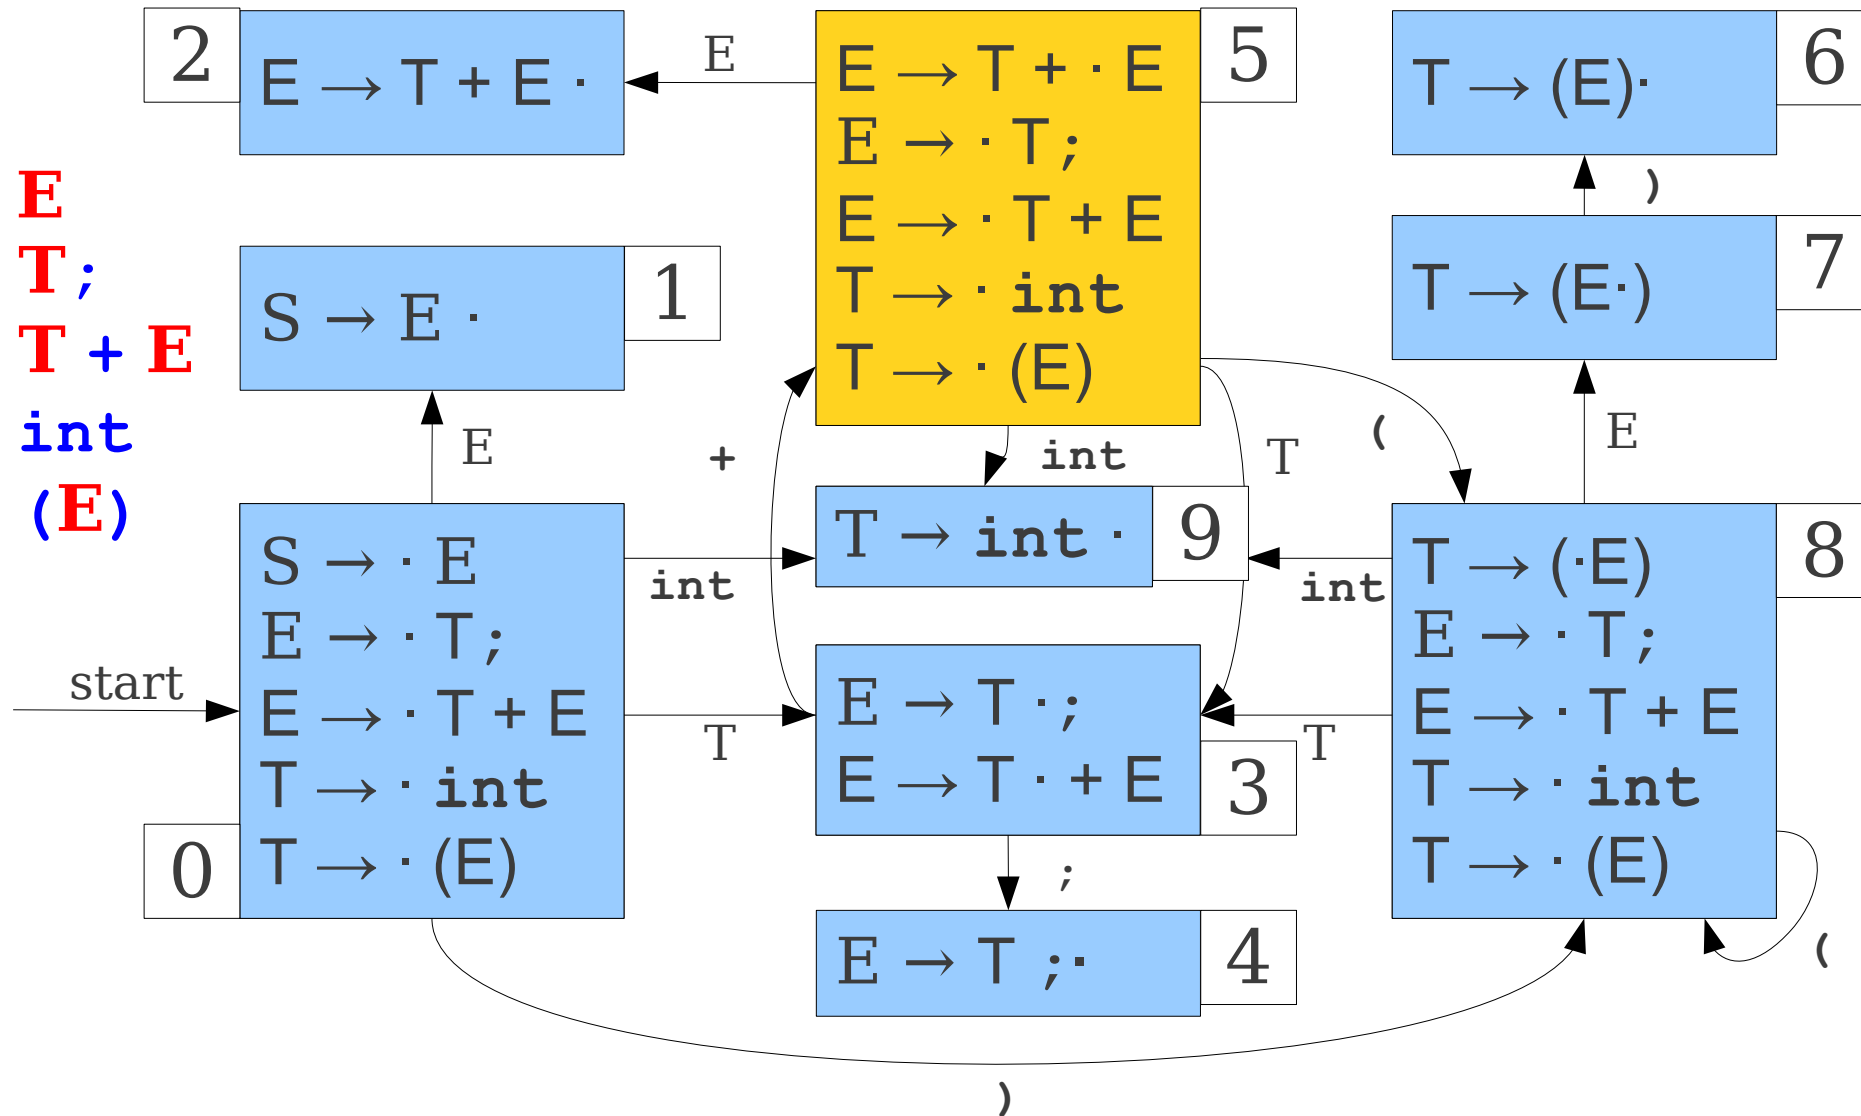 E
T ;
T + E
int
(E)
2
E → T + E ·
E
5
E → T + · E
E → · T ;
E → · T + E
T → · int
T → · (E)
6
T → (E)·
)
7
T → (E·)
E
1
S → E ·
E
+
int
T
(
start
0
S → · E
E → · T ;
E → · T + E
T → · int
T → · (E)
int
T
9
T → int ·
int
T
3
E → T · ;
E → T · + E
;
4
E → T ;·
8
T → (·E)
E → · T ;
E → · T + E
T → · int
T → · (E)
(
)